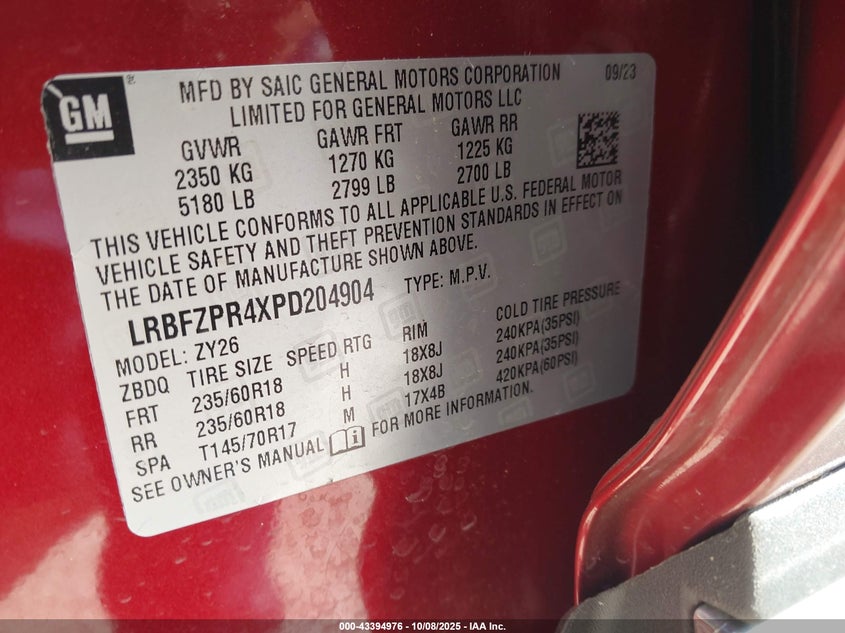 GM
MFD BY SAIC GENERAL MOTORS CORPORATION 09/23
LIMITED FOR GENERAL MOTORS LLC
GVWR GAWR FRT GAWR RR
2350 KG 1270 KG 1225 KG
5180 LB 2799 LB 2700 LB
THIS VEHICLE CONFORMS TO ALL APPLICABLE U.S. FEDERAL MOTOR
VEHICLE SAFETY AND THEFT PREVENTION STANDARDS IN EFFECT ON
THE DATE OF MANUFACTURE SHOWN ABOVE.
LRBFZPR4XPD204904 TYPE: M.P.V.
MODEL: ZY26
ZBDQ TIRE SIZE SPEED RTG RIM COLD TIRE PRESSURE
FRT 235/60R18 H 18X8J 240KPA(35PSI)
RR 235/60R18 H 18X8J 240KPA(35PSI)
SPA T145/70R17 M 17X4B 420KPA(60PSI)
SEE OWNER'S MANUAL FOR MORE INFORMATION.
000-43394976 - 10/08/2025 - IAA Inc.